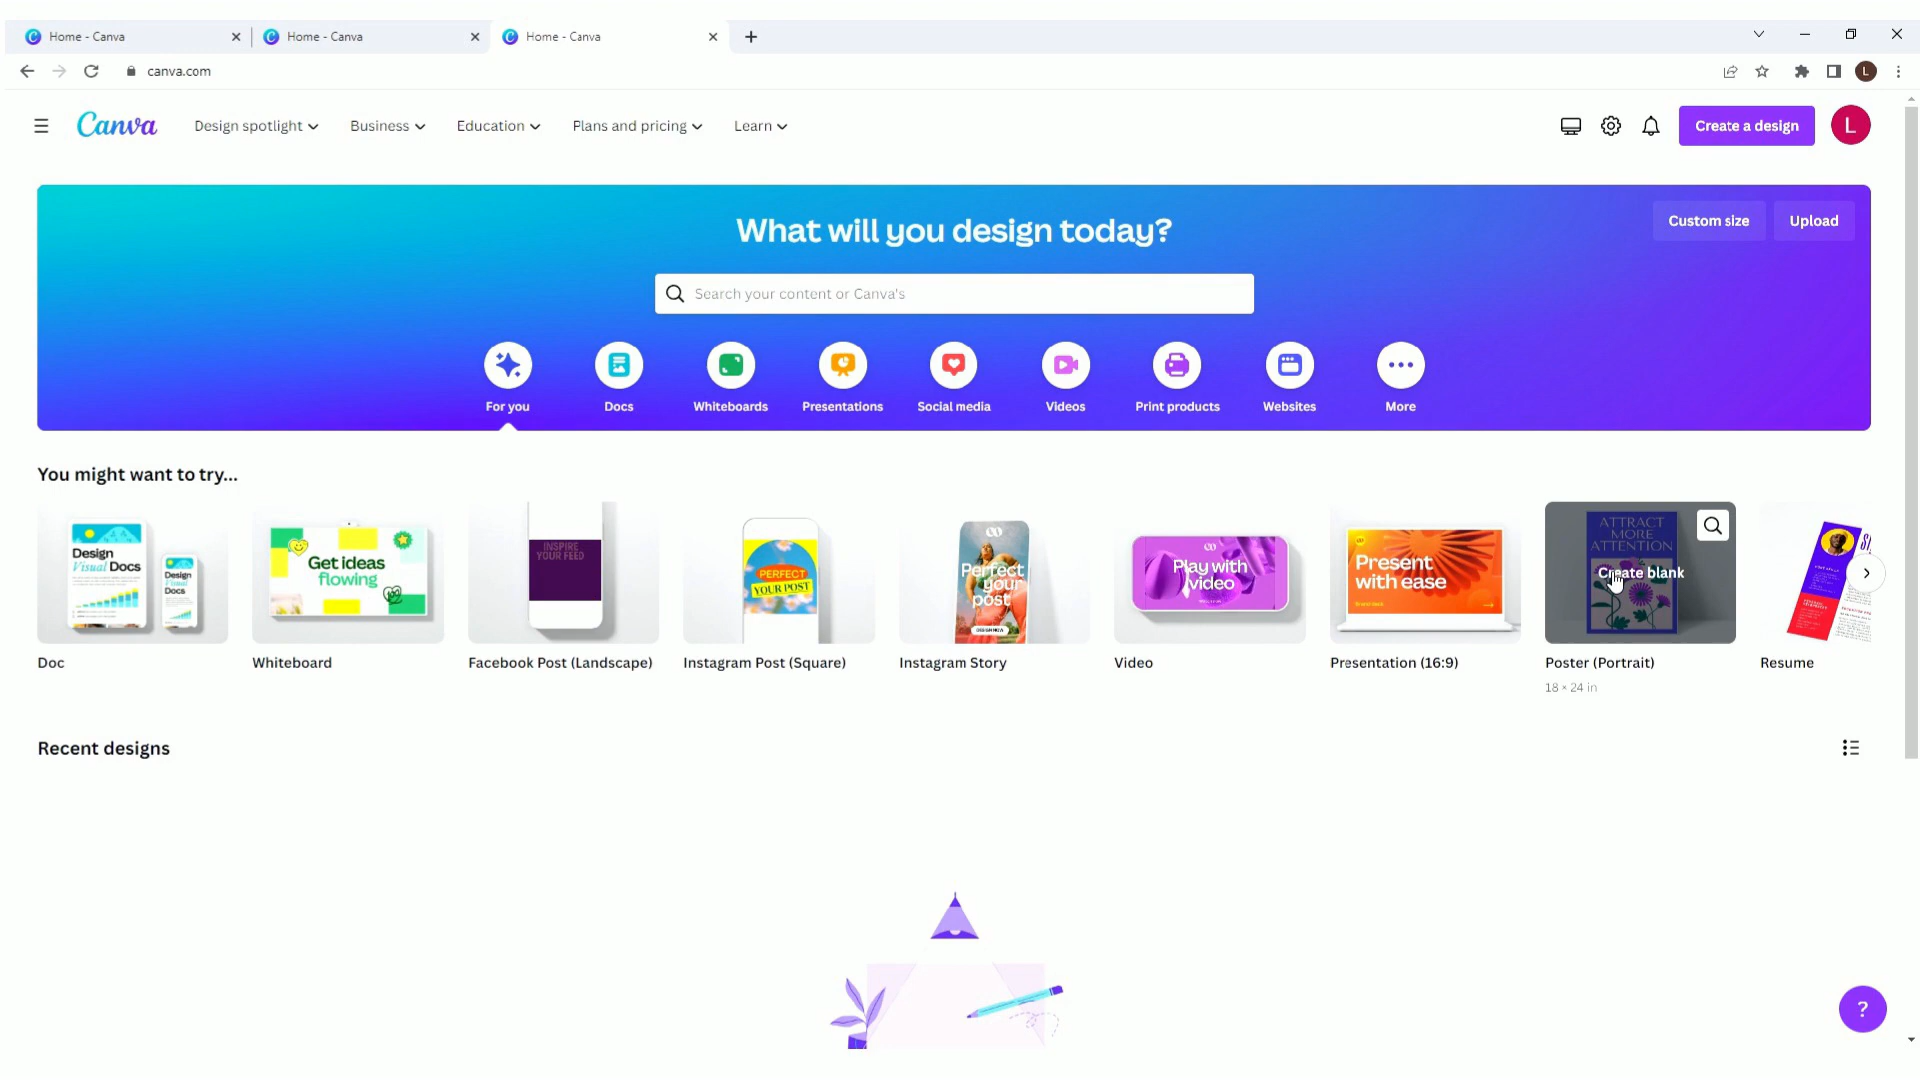 Home - Canva
Home - Canva
Home - Canva
canva.com
L
Canva
Design spotlight
Business
Education
Plans and pricing
Learn
Create a design
L
What will you design today?
Custom size
Upload
Search your content or Canva's
For you
Docs
Whiteboards
Presentations
Social media
Videos
Print products
Websites
More
You might want to try...
Design
Visual Docs
Design
Visual
Docs
Get ideas
flowing
INSPIRE
YOUR FEED
PERFECT
YOUR POST
Perfect
your
post
DESIGN NOW
Play with
video
Present
with ease
ATTRACT
MORE
ATTENTION
Create blank
Doc
Whiteboard
Facebook Post (Landscape)
Instagram Post (Square)
Instagram Story
Video
Presentation (16:9)
Poster (Portrait)
Resume
18 × 24 in
Recent designs
?